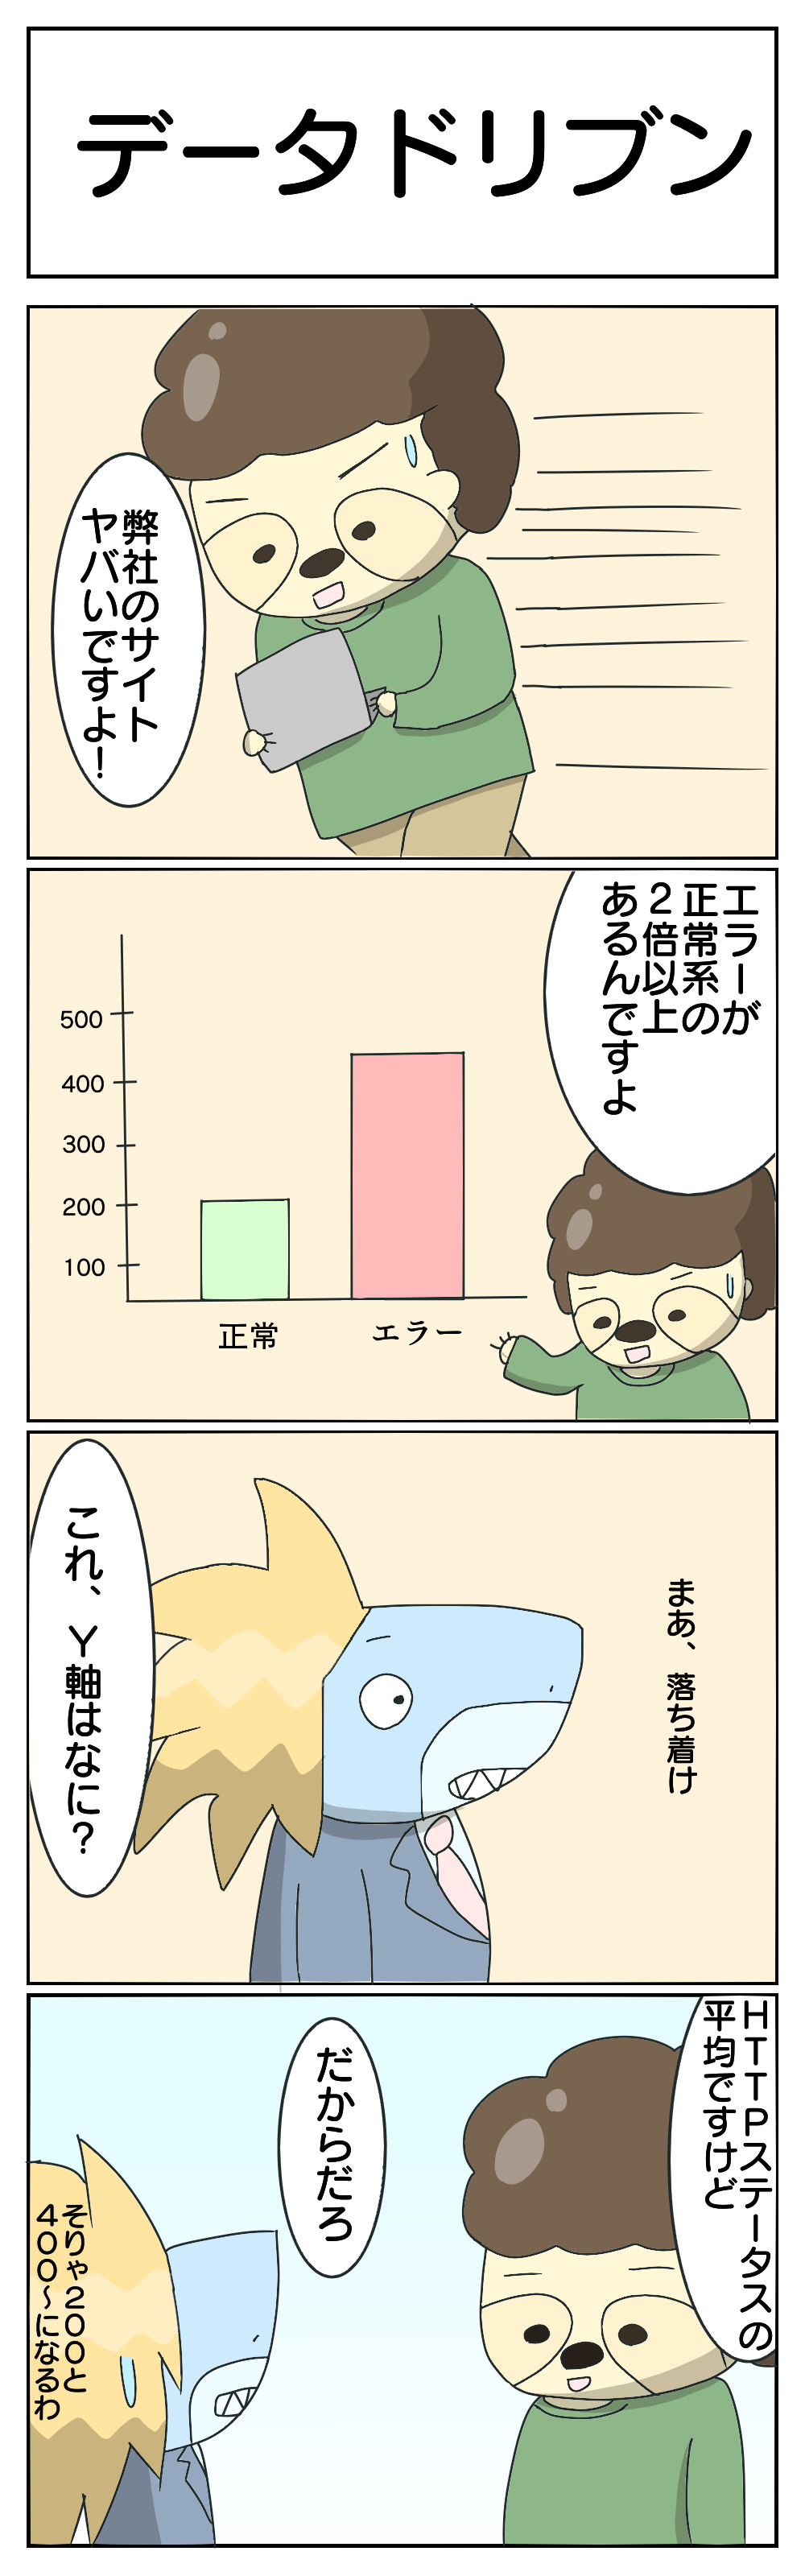 データドリブン
弊社のサイト
ヤバいですよ！
エラーが
正常系の
２倍以上
あるんですよ
500
400
300
200
100
正常
エラー
まあ、落ち着け
これ、Ｙ軸はなに？
ＨＴＴＰステータスの
平均ですけど
だからだろ
そりゃ２００と
４００〜になるわ